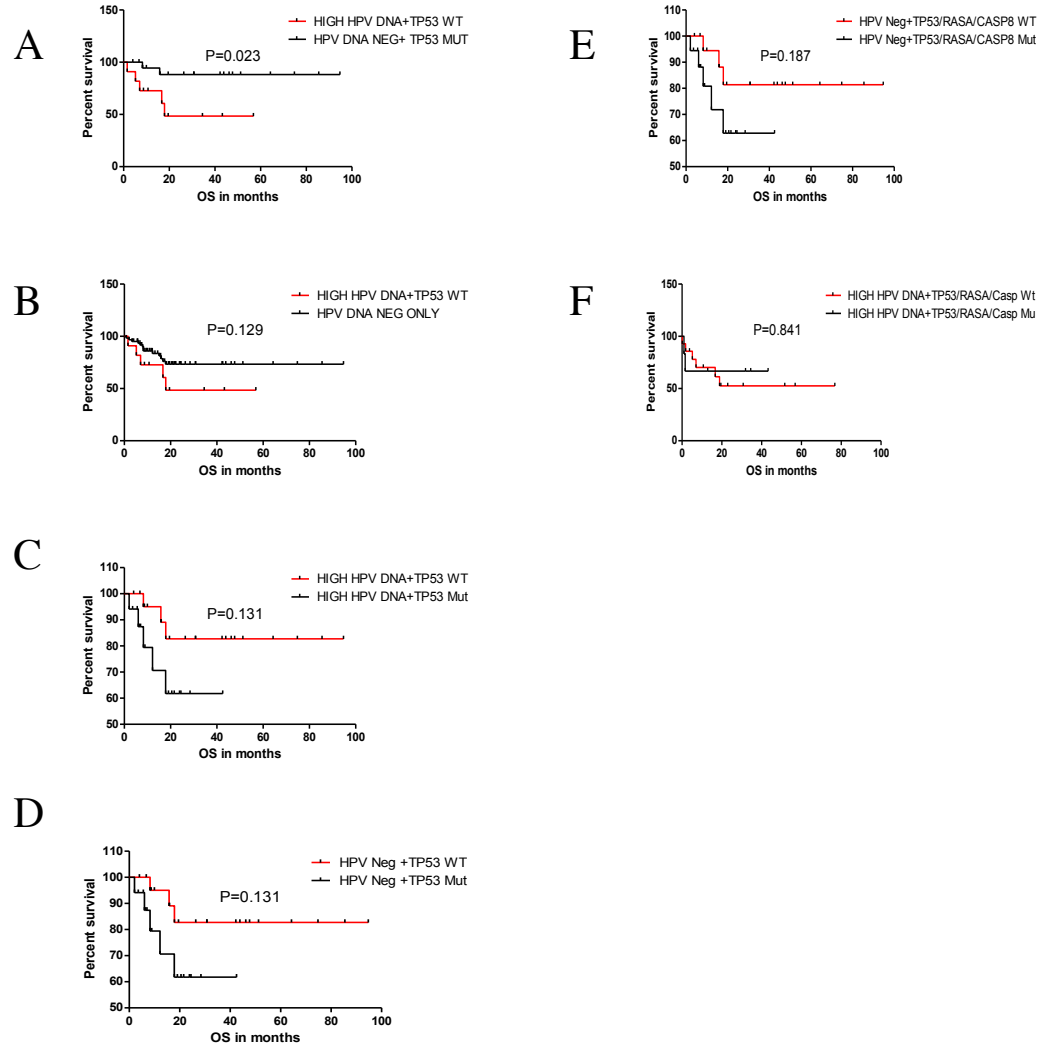 A
HIGH HPV DNA+TP53 WT
HPV DNA NEG+ TP53 MUT
P=0.023
Percent survival
150
100
50
0
0 20 40 60 80 100
OS in months
B
HIGH HPV DNA+TP53 WT
HPV DNA NEG ONLY
P=0.129
Percent survival
150
100
50
0
0 20 40 60 80 100
OS in months
C
HIGH HPV DNA+TP53 WT
HIGH HPV DNA+TP53 Mut
P=0.131
Percent survival
110
100
90
80
70
60
50
0 20 40 60 80 100
OS in months
D
HPV Neg +TP53 WT
HPV Neg +TP53 Mut
P=0.131
Percent survival
110
100
90
80
70
60
50
0 20 40 60 80 100
OS in months
E
HPV Neg+TP53/RASA/CASP8 WT
HPV Neg+TP53/RASA/CASP8 Mut
P=0.187
Percent survival
110
100
90
80
70
60
50
0 20 40 60 80 100
OS in months
F
HIGH HPV DNA+TP53/RASA/Casp Wt
HIGH HPV DNA+TP53/RASA/Casp Mu
P=0.841
Percent survival
150
100
50
0
0 20 40 60 80 100
OS in months